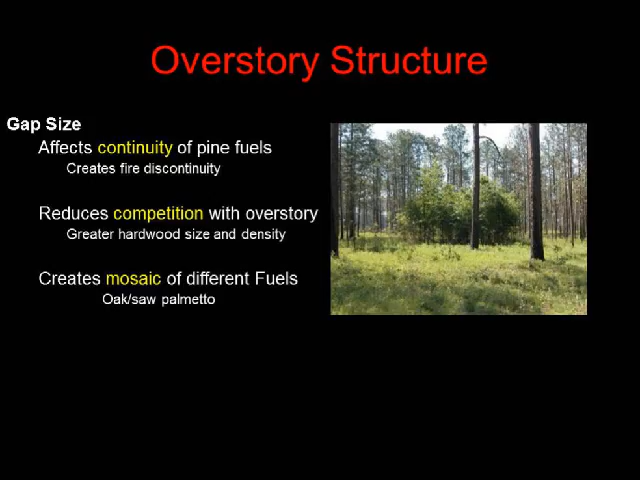 Overstory Structure
Gap Size
Affects continuity of pine fuels
Creates fire discontinuity
Reduces competition with overstory
Greater hardwood size and density
Creates mosaic of different Fuels
Oak/saw palmetto